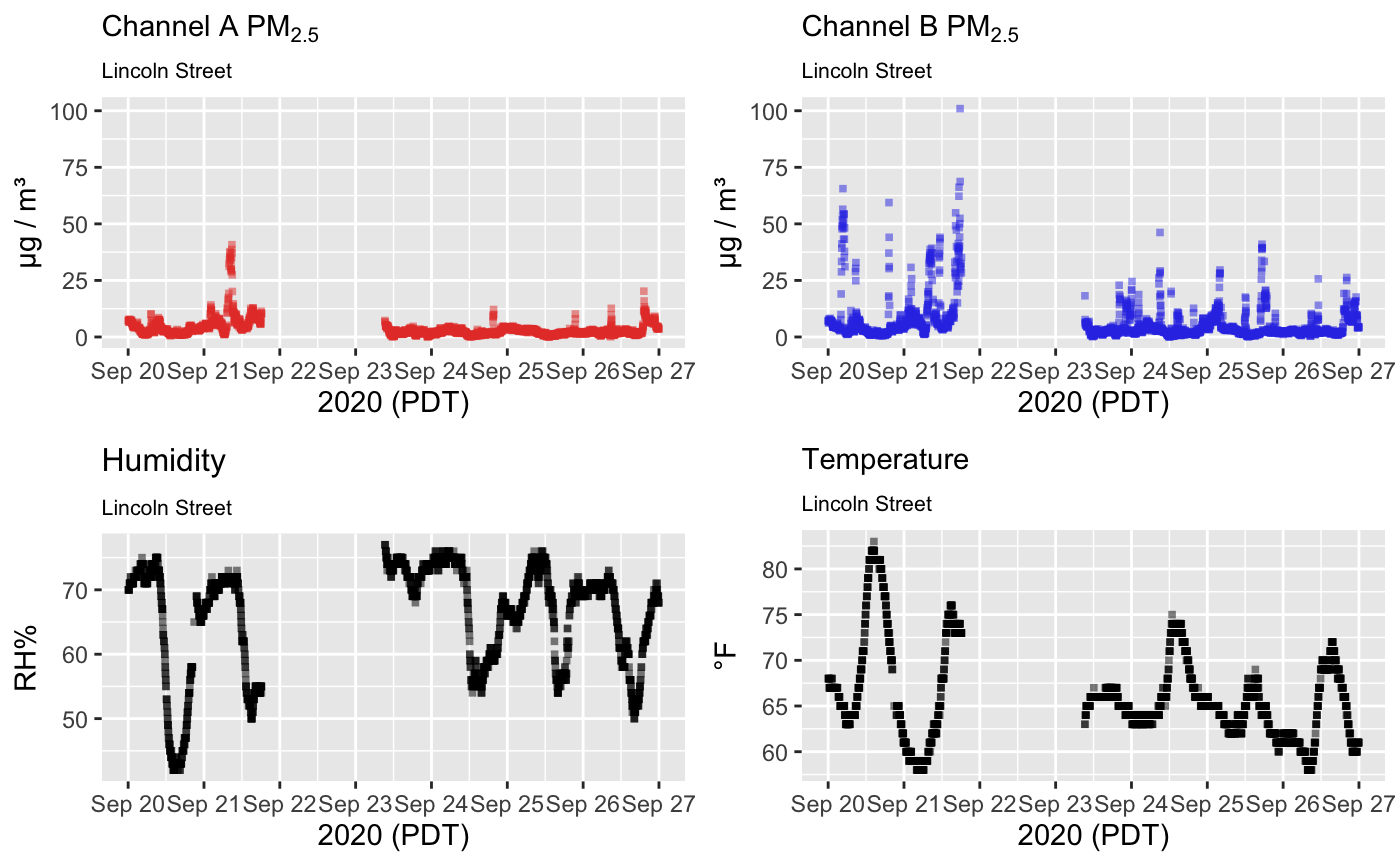 Channel A PM2.5
Lincoln Street
100
75
50
25
0
µg / m³
Sep 20 Sep 21 Sep 22 Sep 23 Sep 24 Sep 25 Sep 26 Sep 27
2020 (PDT)
Channel B PM2.5
Lincoln Street
100
75
50
25
0
µg / m³
Sep 20 Sep 21 Sep 22 Sep 23 Sep 24 Sep 25 Sep 26 Sep 27
2020 (PDT)
Humidity
Lincoln Street
70
60
50
RH%
Sep 20 Sep 21 Sep 22 Sep 23 Sep 24 Sep 25 Sep 26 Sep 27
2020 (PDT)
Temperature
Lincoln Street
80
75
70
65
60
°F
Sep 20 Sep 21 Sep 22 Sep 23 Sep 24 Sep 25 Sep 26 Sep 27
2020 (PDT)